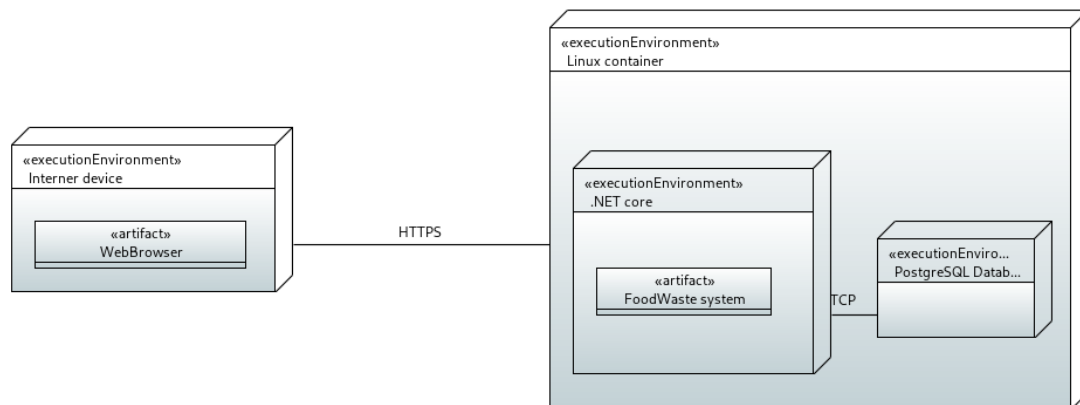 «executionEnvironment»
Linux container
«executionEnvironment»
Interner device
«artifact»
WebBrowser
HTTPS
«executionEnvironment»
.NET core
«artifact»
FoodWaste system
TCP
«executionEnviro...
PostgreSQL Datab...